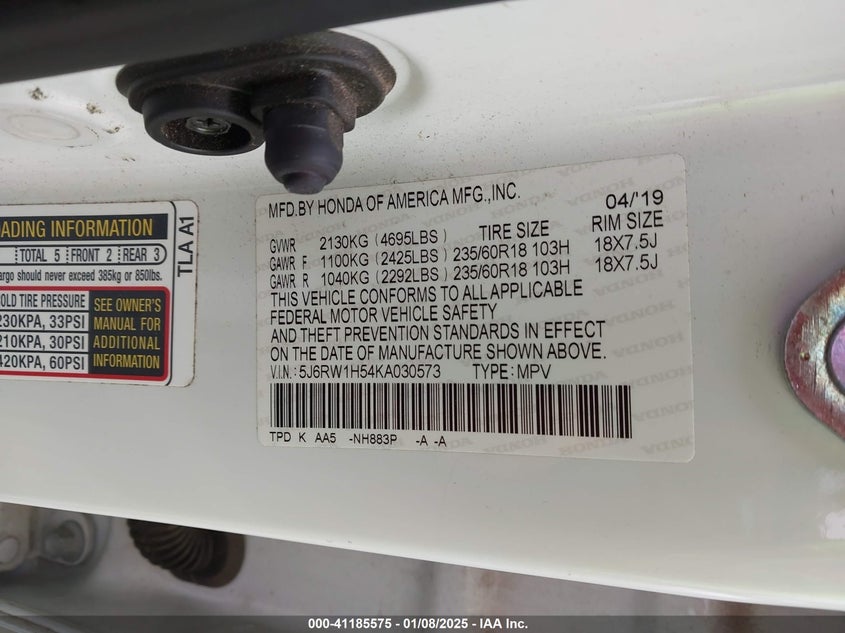 MFD.BY HONDA OF AMERICA MFG.,INC. 04/'19
GVWR 2130KG (4695LBS) TIRE SIZE RIM SIZE
GAWR F 1100KG (2425LBS) 235/60R18 103H 18X7.5J
GAWR R 1040KG (2292LBS) 235/60R18 103H 18X7.5J
THIS VEHICLE CONFORMS TO ALL APPLICABLE
FEDERAL MOTOR VEHICLE SAFETY
AND THEFT PREVENTION STANDARDS IN EFFECT
ON THE DATE OF MANUFACTURE SHOWN ABOVE.
V.I.N.: 5J6RW1H54KA030573 TYPE: MPV
TPD K AA5 -NH883P -A -A
ADING INFORMATION
TOTAL 5 FRONT 2 REAR 3
argo should never exceed 385kg or 850lbs.
OLD TIRE PRESSURE
230KPA, 33PSI
210KPA, 30PSI
420KPA, 60PSI
SEE OWNER'S
MANUAL FOR
ADDITIONAL
INFORMATION
TLA A1
000-41185575 - 01/08/2025 - IAA Inc.